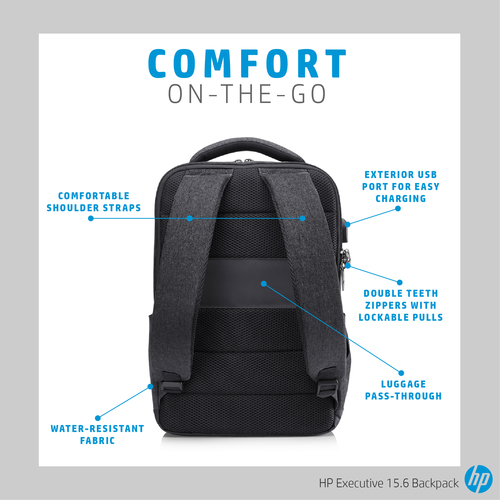 COMFORT
ON-THE-GO
COMFORTABLE
SHOULDER STRAPS
EXTERIOR USB
PORT FOR EASY
CHARGING
DOUBLE TEETH
ZIPPERS WITH
LOCKABLE PULLS
LUGGAGE
PASS-THROUGH
WATER-RESISTANT
FABRIC
HP Executive 15.6 Backpack
hp